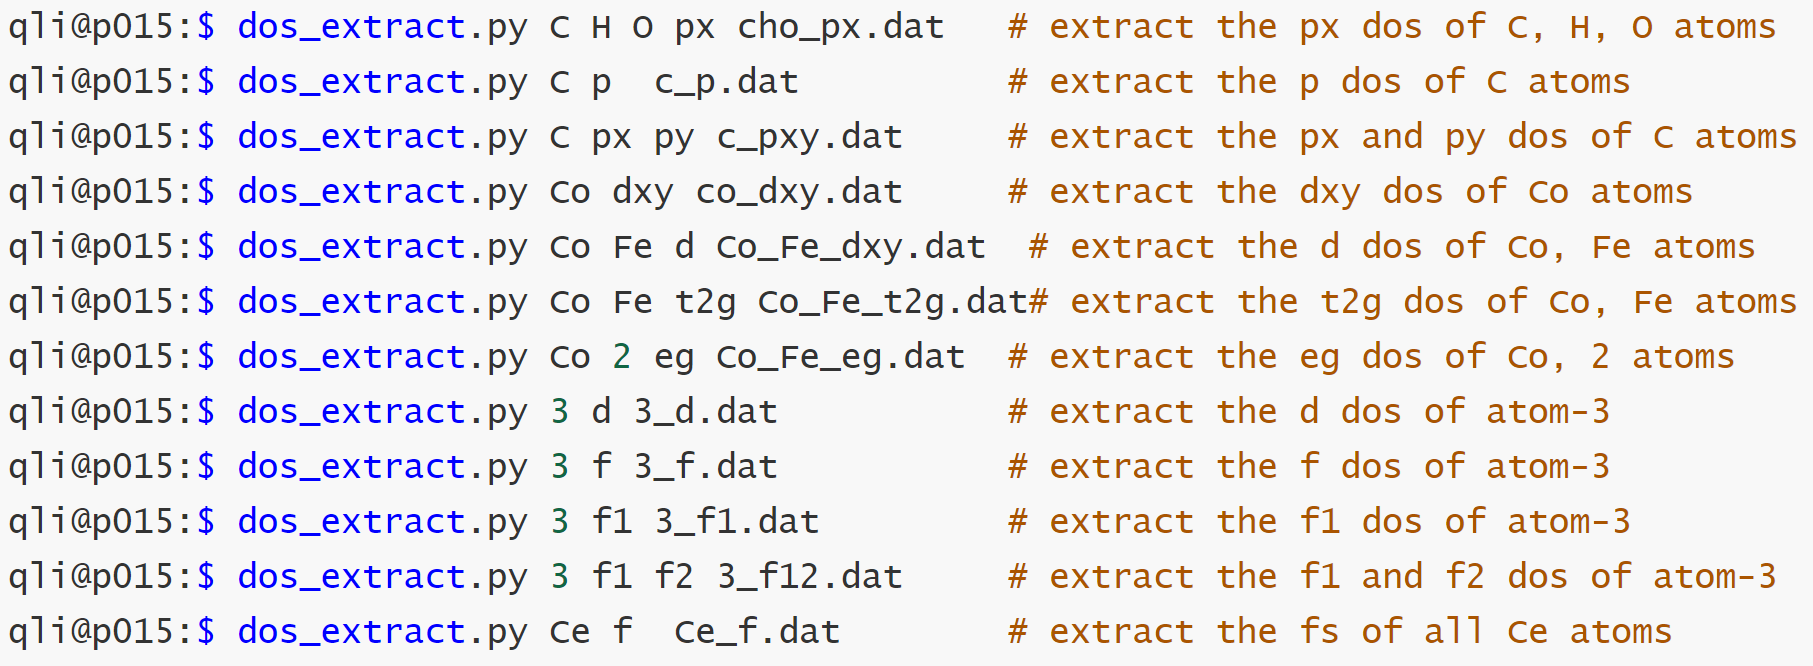 qli@p015:$ dos_extract.py C H O px cho_px.dat   # extract the px dos of C, H, O atoms
qli@p015:$ dos_extract.py C p  c_p.dat          # extract the p dos of C atoms
qli@p015:$ dos_extract.py C px py c_pxy.dat     # extract the px and py dos of C atoms
qli@p015:$ dos_extract.py Co dxy co_dxy.dat     # extract the dxy dos of Co atoms
qli@p015:$ dos_extract.py Co Fe d Co_Fe_dxy.dat  # extract the d dos of Co, Fe atoms
qli@p015:$ dos_extract.py Co Fe t2g Co_Fe_t2g.dat# extract the t2g dos of Co, Fe atoms
qli@p015:$ dos_extract.py Co 2 eg Co_Fe_eg.dat  # extract the eg dos of Co, 2 atoms
qli@p015:$ dos_extract.py 3 d 3_d.dat           # extract the d dos of atom-3
qli@p015:$ dos_extract.py 3 f 3_f.dat           # extract the f dos of atom-3
qli@p015:$ dos_extract.py 3 f1 3_f1.dat         # extract the f1 dos of atom-3
qli@p015:$ dos_extract.py 3 f1 f2 3_f12.dat     # extract the f1 and f2 dos of atom-3
qli@p015:$ dos_extract.py Ce f  Ce_f.dat        # extract the fs of all Ce atoms